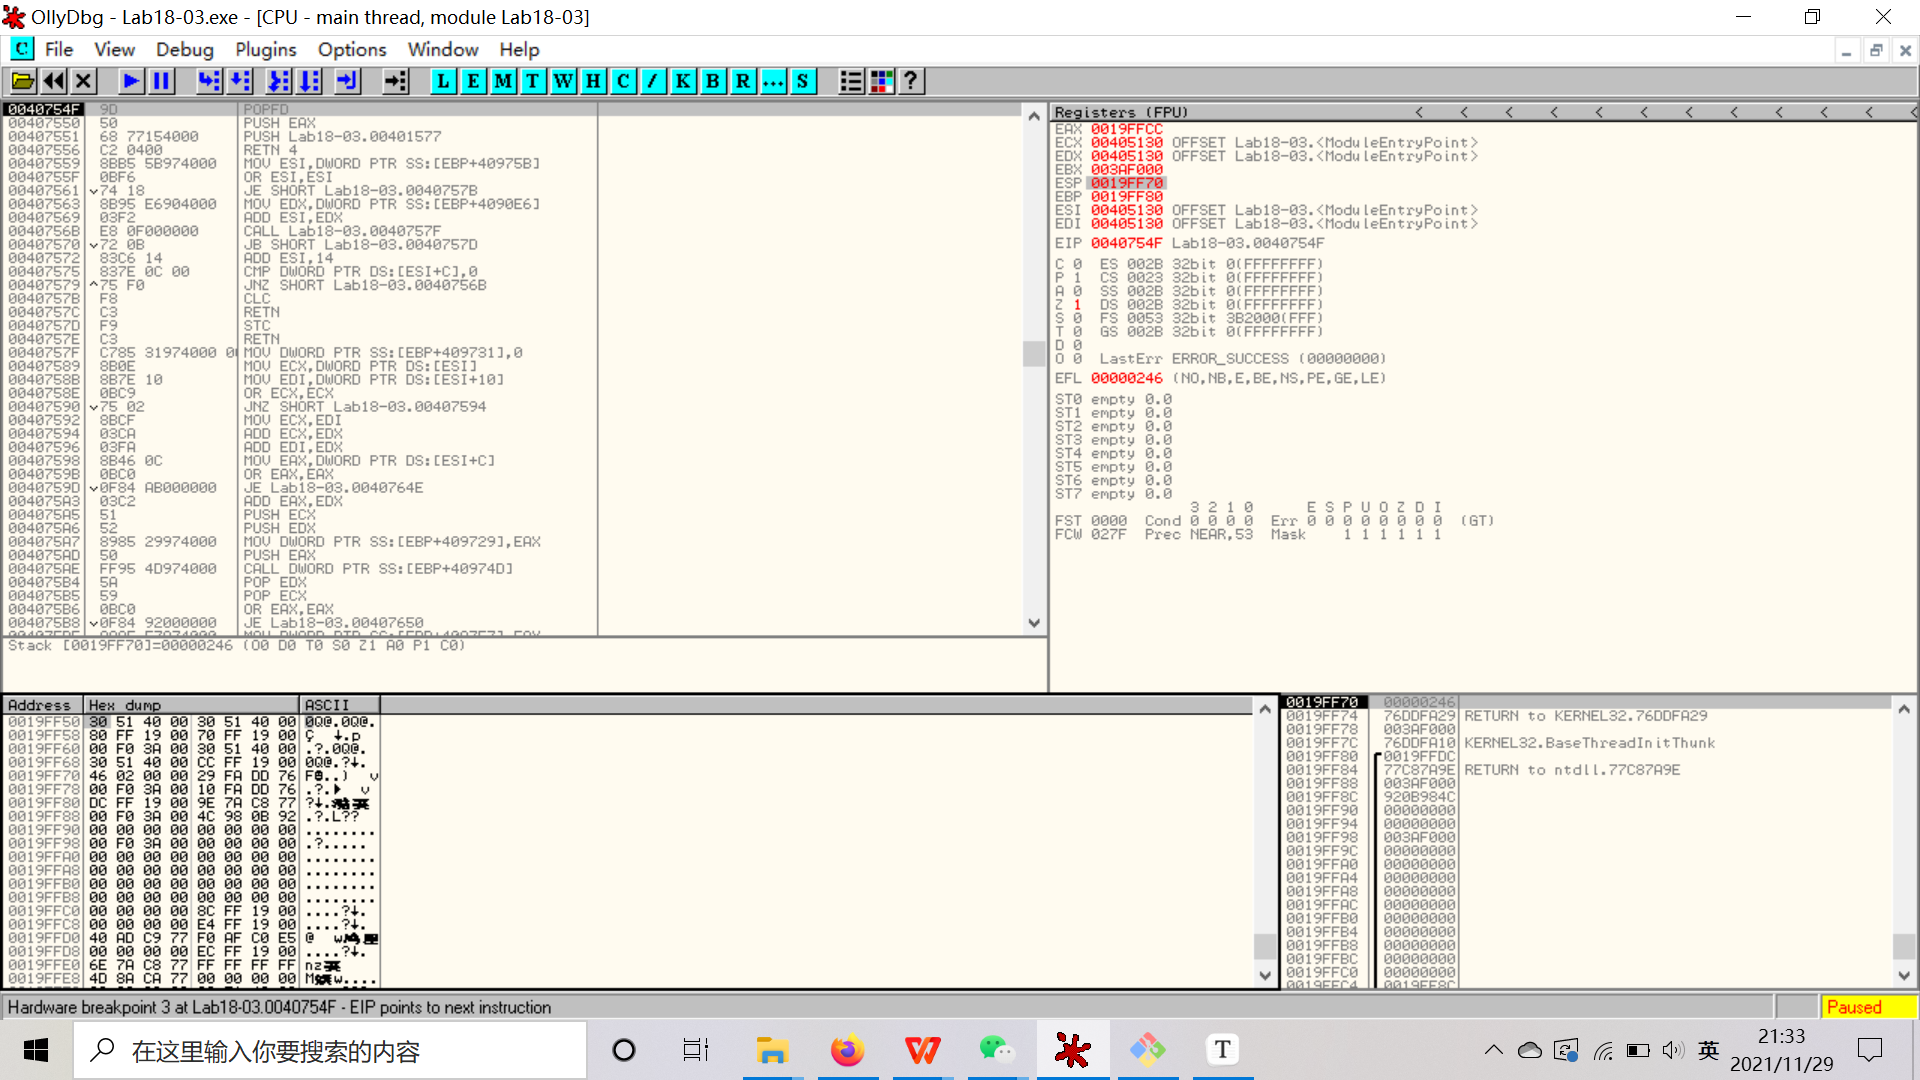 OllyDbg - Lab18-03.exe - [CPU - main thread, module Lab18-03]
C File View Debug Plugins Options Window Help
L E M T W H C / K B R ... S ?
0040754F 9D POPFD
00407550 50 PUSH EAX
00407551 68 77154000 PUSH Lab18-03.00401577
00407556 C2 0400 RETN 4
00407559 8BB5 5B974000 MOV ESI,DWORD PTR SS:[EBP+40975B]
0040755F 0BF6 OR ESI,ESI
00407561 74 18 JE SHORT Lab18-03.0040757B
00407563 8B95 E6904000 MOV EDX,DWORD PTR SS:[EBP+4090E6]
00407569 03F2 ADD ESI,EDX
0040756B E8 0F000000 CALL Lab18-03.0040757F
00407570 72 0B JB SHORT Lab18-03.0040757D
00407572 83C6 14 ADD ESI,14
00407575 837E 0C 00 CMP DWORD PTR DS:[ESI+C],0
00407579 ^75 F0 JNZ SHORT Lab18-03.0040756B
0040757B F8 CLC
0040757C C3 RETN
0040757D F9 STC
0040757E C3 RETN
0040757F C785 31974000 0 MOV DWORD PTR SS:[EBP+409731],0
00407589 8B0E MOV ECX,DWORD PTR DS:[ESI]
0040758B 8B7E 10 MOV EDI,DWORD PTR DS:[ESI+10]
0040758E 0BC9 OR ECX,ECX
00407590 75 02 JNZ SHORT Lab18-03.00407594
00407592 8BCF MOV ECX,EDI
00407594 03CA ADD ECX,EDX
00407596 03FA ADD EDI,EDX
00407598 8B46 0C MOV EAX,DWORD PTR DS:[ESI+C]
0040759B 0BC0 OR EAX,EAX
0040759D 0F84 AB000000 JE Lab18-03.0040764E
004075A3 03C2 ADD EAX,EDX
004075A5 51 PUSH ECX
004075A6 52 PUSH EDX
004075A7 8985 29974000 MOV DWORD PTR SS:[EBP+409729],EAX
004075AD 50 PUSH EAX
004075AE FF95 4D974000 CALL DWORD PTR SS:[EBP+40974D]
004075B4 5A POP EDX
004075B5 59 POP ECX
004075B6 0BC0 OR EAX,EAX
004075B8 0F84 92000000 JE Lab18-03.00407650
Stack [0019FF70]=00000246 (O0 D0 T0 S0 Z1 A0 P1 C0)
Registers (FPU) < < < < < < < < < < < <
EAX 0019FFCC
ECX 00405130 OFFSET Lab18-03.<ModuleEntryPoint>
EDX 00405130 OFFSET Lab18-03.<ModuleEntryPoint>
EBX 003AF000
ESP 0019FF70
EBP 0019FF80
ESI 00405130 OFFSET Lab18-03.<ModuleEntryPoint>
EDI 00405130 OFFSET Lab18-03.<ModuleEntryPoint>
EIP 0040754F Lab18-03.0040754F
C 0 ES 002B 32bit 0(FFFFFFFF)
P 1 CS 0023 32bit 0(FFFFFFFF)
A 0 SS 002B 32bit 0(FFFFFFFF)
Z 1 DS 002B 32bit 0(FFFFFFFF)
S 0 FS 0053 32bit 3B2000(FFF)
T 0 GS 002B 32bit 0(FFFFFFFF)
D 0
O 0 LastErr ERROR_SUCCESS (00000000)
EFL 00000246 (NO,NB,E,BE,NS,PE,GE,LE)
ST0 empty 0.0
ST1 empty 0.0
ST2 empty 0.0
ST3 empty 0.0
ST4 empty 0.0
ST5 empty 0.0
ST6 empty 0.0
ST7 empty 0.0
3 2 1 0 E S P U O Z D I
FST 0000 Cond 0 0 0 0 Err 0 0 0 0 0 0 0 0 (GT)
FCW 027F Prec NEAR,53 Mask 1 1 1 1 1 1
Address Hex dump ASCII
0019FF50 30 51 40 00 30 51 40 00 0Q@.0Q@.
0019FF58 80 FF 19 00 70 FF 19 00
0019FF60 00 F0 3A 00 30 51 40 00 .?.0Q@.
0019FF68 30 51 40 00 CC FF 19 00 0Q@.?↓.
0019FF70 46 02 00 00 29 FA DD 76
0019FF78 00 F0 3A 00 10 FA DD 76
0019FF80 DC FF 19 00 9E 7A C8 77
0019FF88 00 F0 3A 00 4C 98 0B 92 .?.L??
0019FF90 00 00 00 00 00 00 00 00 ........
0019FF98 00 F0 3A 00 00 00 00 00 .?.....
0019FFA0 00 00 00 00 00 00 00 00 ........
0019FFA8 00 00 00 00 00 00 00 00 ........
0019FFB0 00 00 00 00 00 00 00 00 ........
0019FFB8 00 00 00 00 00 00 00 00 ........
0019FFC0 00 00 00 00 8C FF 19 00 ....?↓.
0019FFC8 00 00 00 00 E4 FF 19 00 ....?↓.
0019FFD0 40 AD C9 77 F0 AF C0 E5
0019FFD8 00 00 00 00 EC FF 19 00 ....?↓.
0019FFE0 6E 7A C8 77 FF FF FF FF
0019FFE8 4D 8A CA 77 00 00 00 00
0019FF70 00000246
0019FF74 76DDFA29 RETURN to KERNEL32.76DDFA29
0019FF78 003AF000
0019FF7C 76DDFA10 KERNEL32.BaseThreadInitThunk
0019FF80 0019FFDC
0019FF84 77C87A9E RETURN to ntdll.77C87A9E
0019FF88 003AF000
0019FF8C 920B984C
0019FF90 00000000
0019FF94 00000000
0019FF98 003AF000
0019FF9C 00000000
0019FFA0 00000000
0019FFA4 00000000
0019FFA8 00000000
0019FFAC 00000000
0019FFB0 00000000
0019FFB4 00000000
0019FFB8 00000000
0019FFBC 00000000
0019FFC0 00000000
0019FFC4 0019FF8C
Hardware breakpoint 3 at Lab18-03.0040754F - EIP points to next instruction
Paused
在这里输入你要搜索的内容
T
英
21:33
2021/11/29